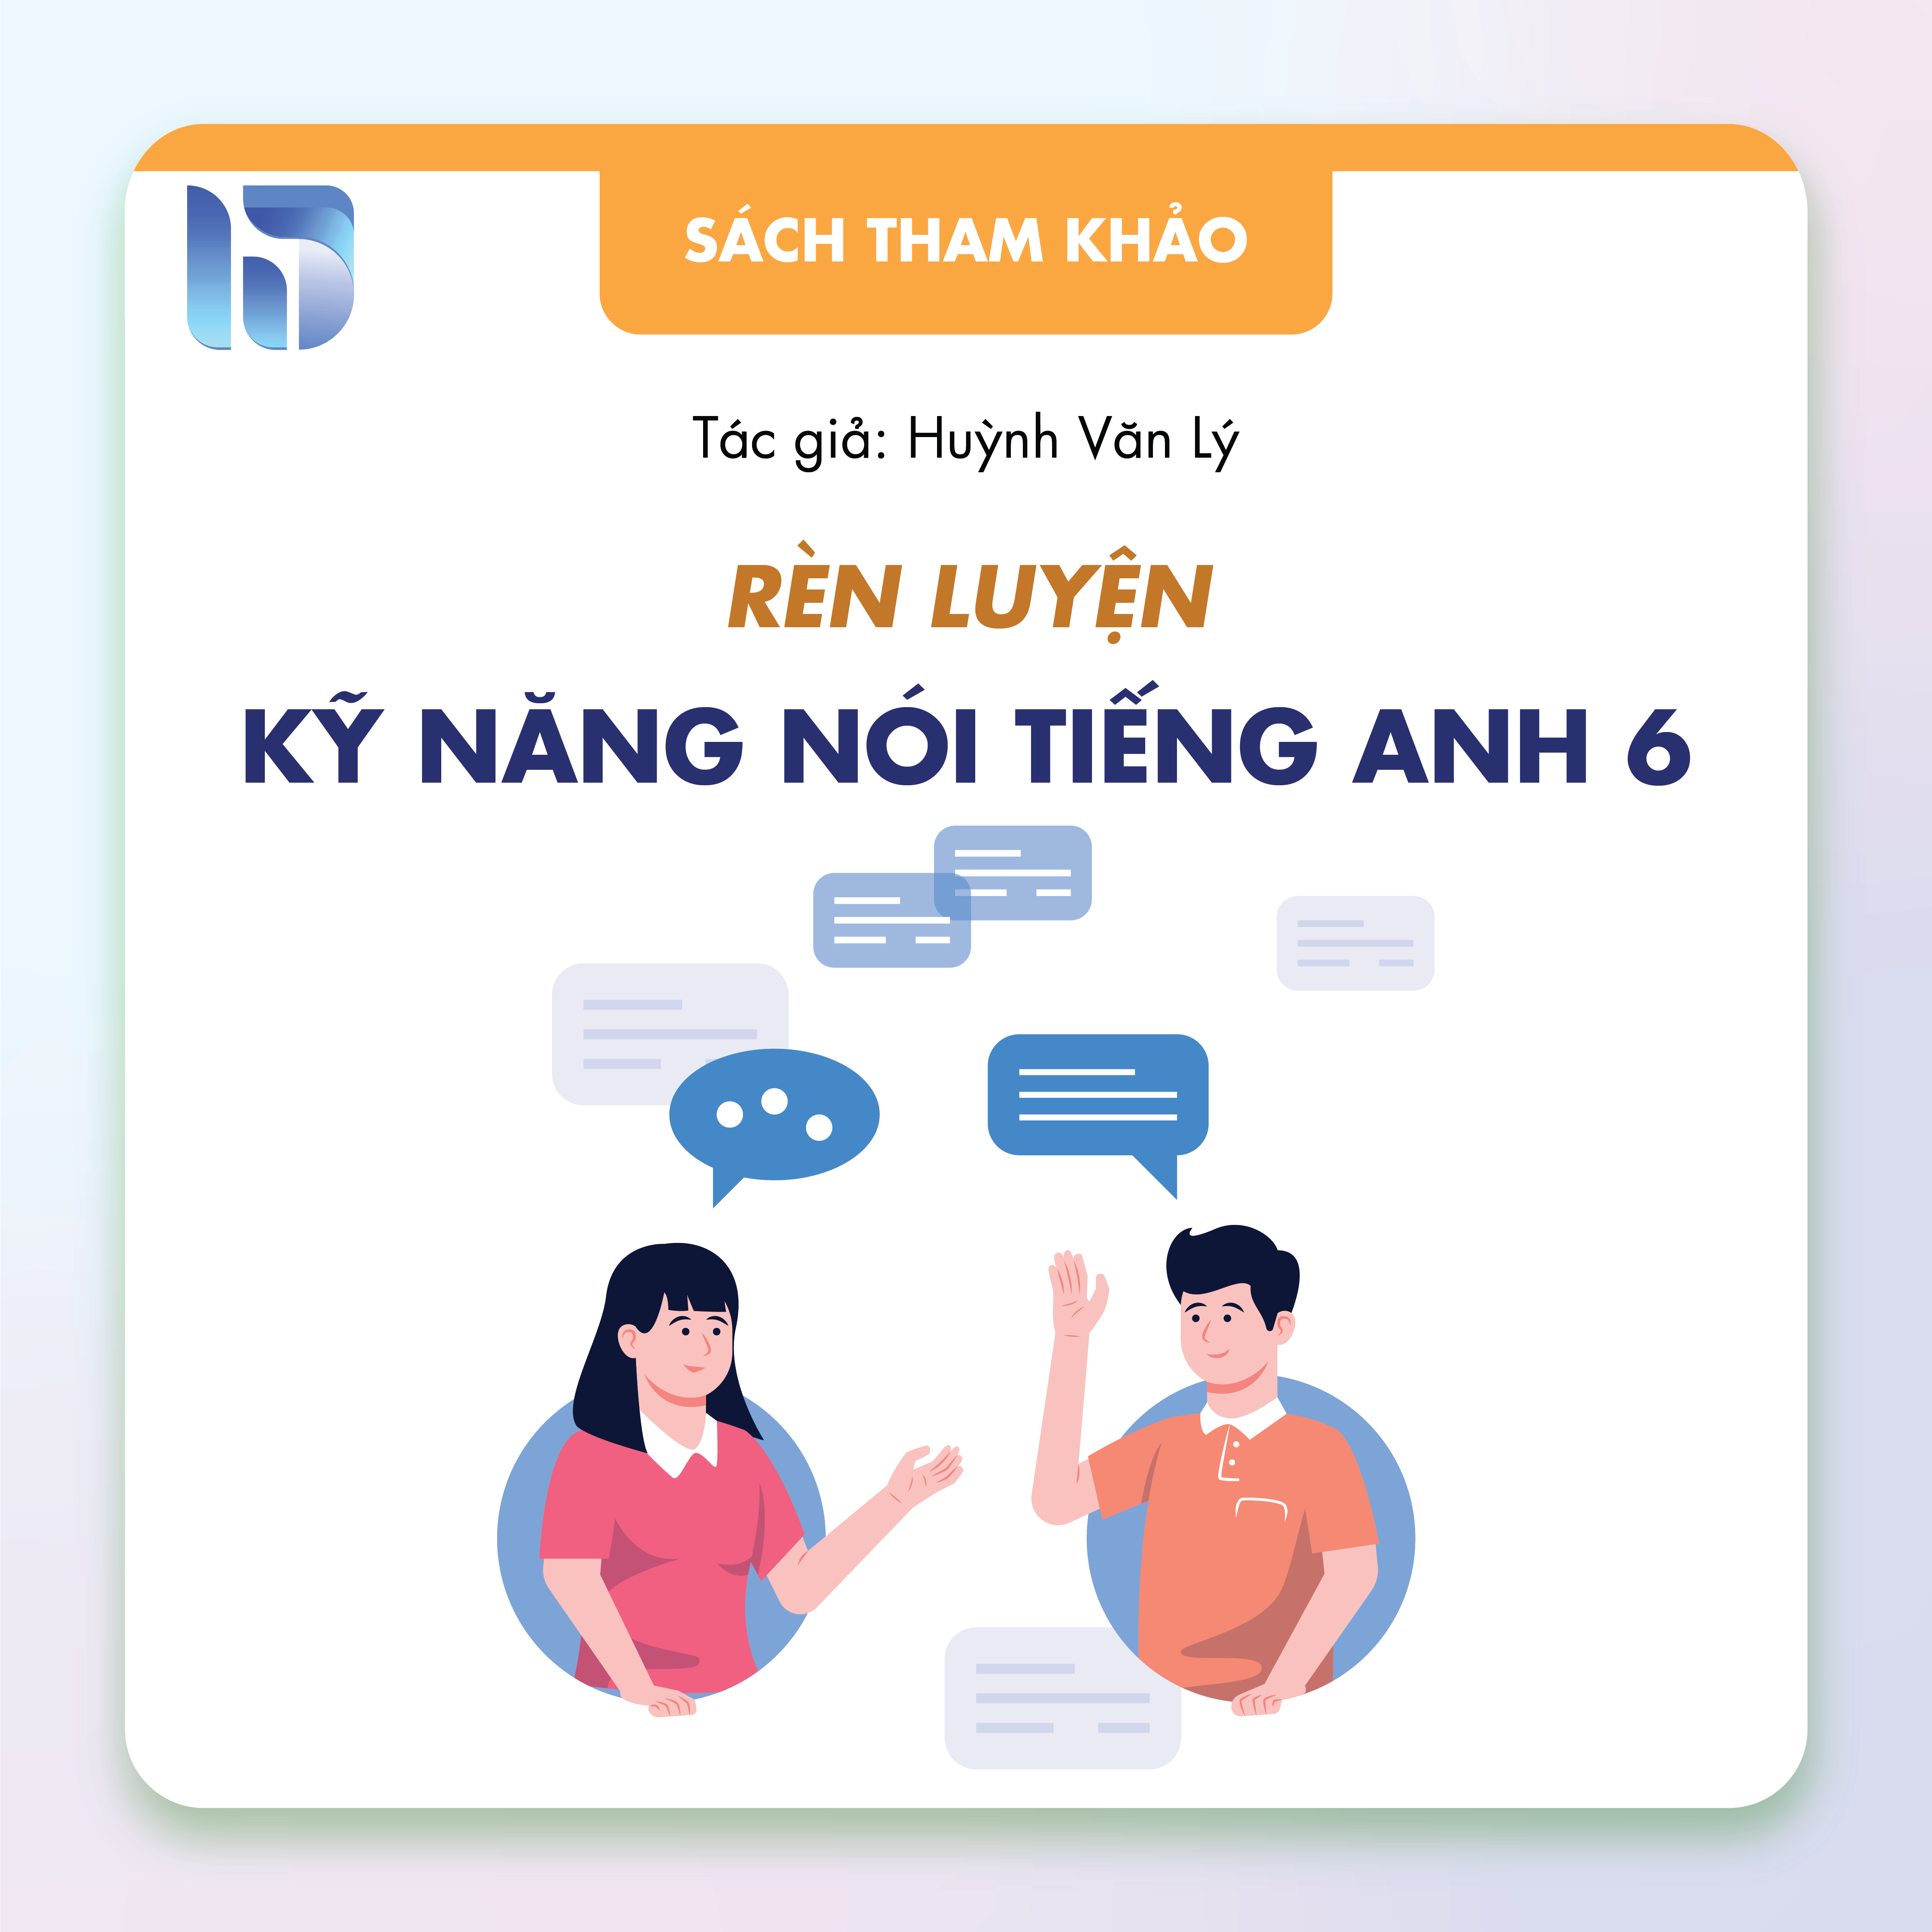 SÁCH THAM KHẢO
Tác giả: Huỳnh Văn Lý
RÈN LUYỆN
KỸ NĂNG NÓI TIẾNG ANH 6